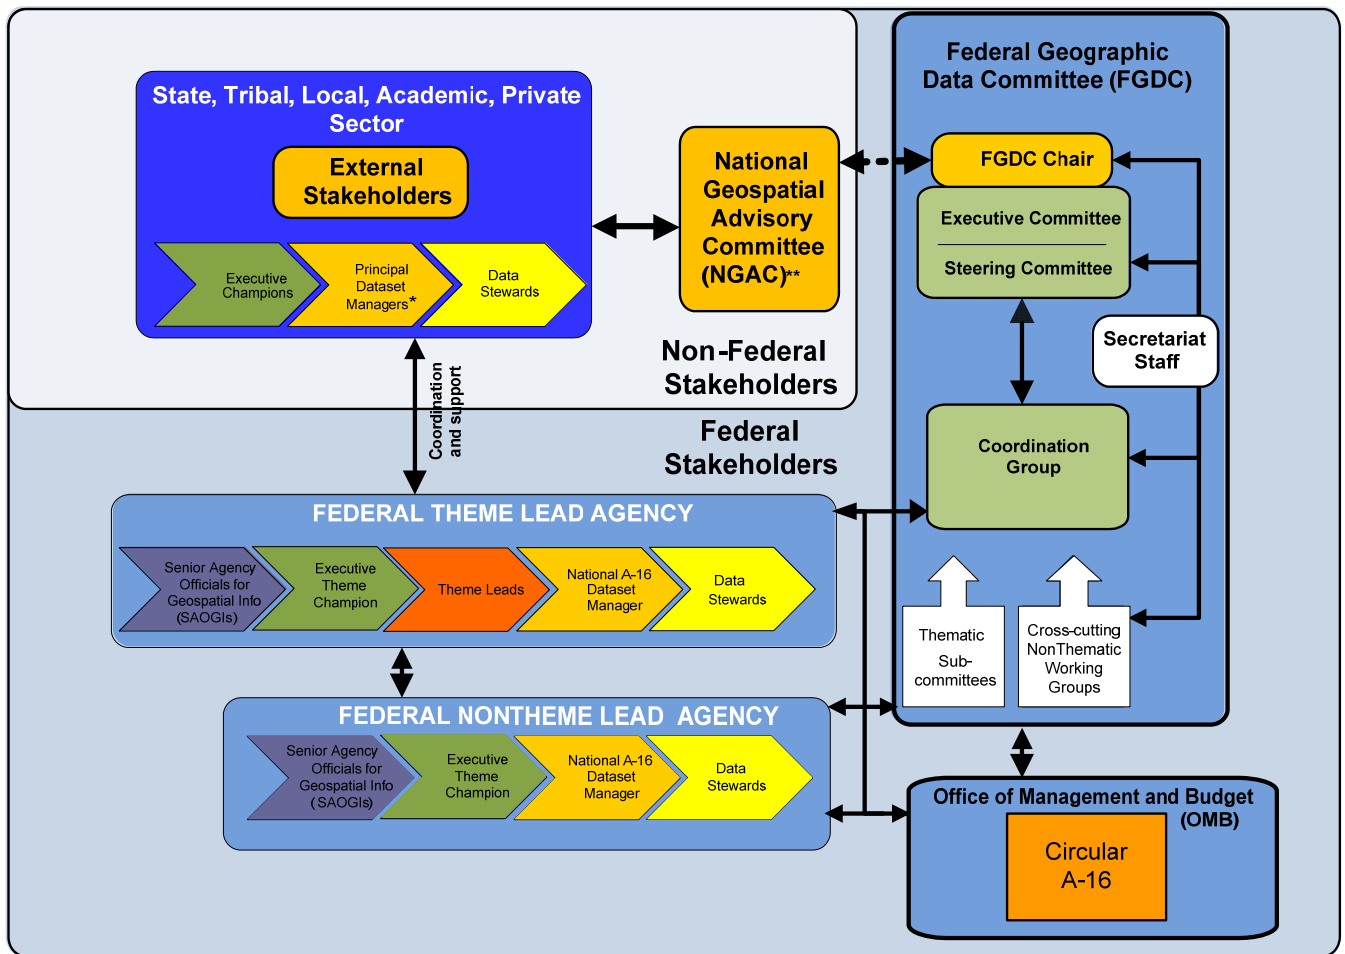 State, Tribal, Local, Academic, Private
Sector
External
Stakeholders
Executive
Champions
Principal
Dataset
Managers*
Data
Stewards
National
Geospatial
Advisory
Committee
(NGAC)**
Non-Federal
Stakeholders
Federal
Stakeholders
Coordination
and support
Federal Geographic
Data Committee (FGDC)
FGDC Chair
Executive Committee
Steering Committee
Secretariat
Staff
Coordination
Group
Thematic
Sub-
committees
Cross-cutting
NonThematic
Working
Groups
FEDERAL THEME LEAD AGENCY
Senior Agency
Officials for
Geospatial Info
(SAOGIs)
Executive
Theme
Champion
Theme Leads
National A-16
Dataset
Manager
Data
Stewards
FEDERAL NONTHEME LEAD AGENCY
Senior Agency
Officials for
Geospatial Info
(SAOGIs)
Executive
Theme
Champion
National A-16
Dataset
Manager
Data
Stewards
Office of Management and Budget
(OMB)
Circular
A-16